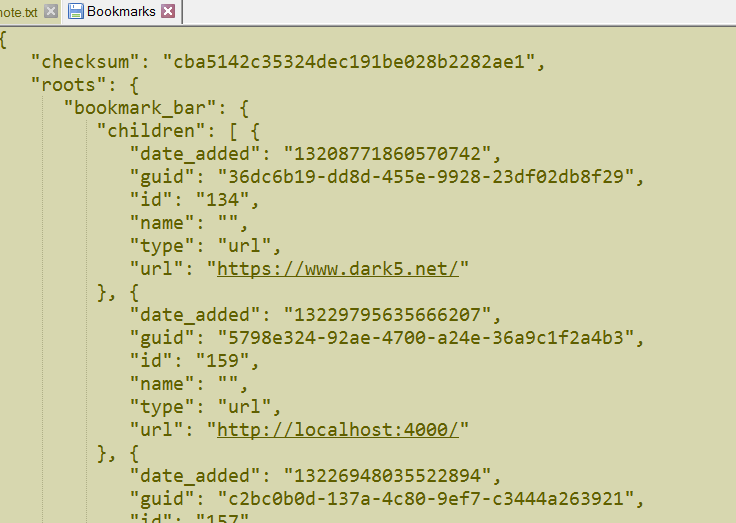 note.txt Bookmarks
{
"checksum": "cba5142c35324dec191be028b2282ae1",
"roots": {
"bookmark_bar": {
"children": [ {
"date_added": "13208771860570742",
"guid": "36dc6b19-dd8d-455e-9928-23df02db8f29",
"id": "134",
"name": "",
"type": "url",
"url": "https://www.dark5.net/"
}, {
"date_added": "13229795635666207",
"guid": "5798e324-92ae-4700-a24e-36a9c1f2a4b3",
"id": "159",
"name": "",
"type": "url",
"url": "http://localhost:4000/"
}, {
"date_added": "13226948035522894",
"guid": "c2bc0b0d-137a-4c80-9ef7-c3444a263921",
"id": "157",